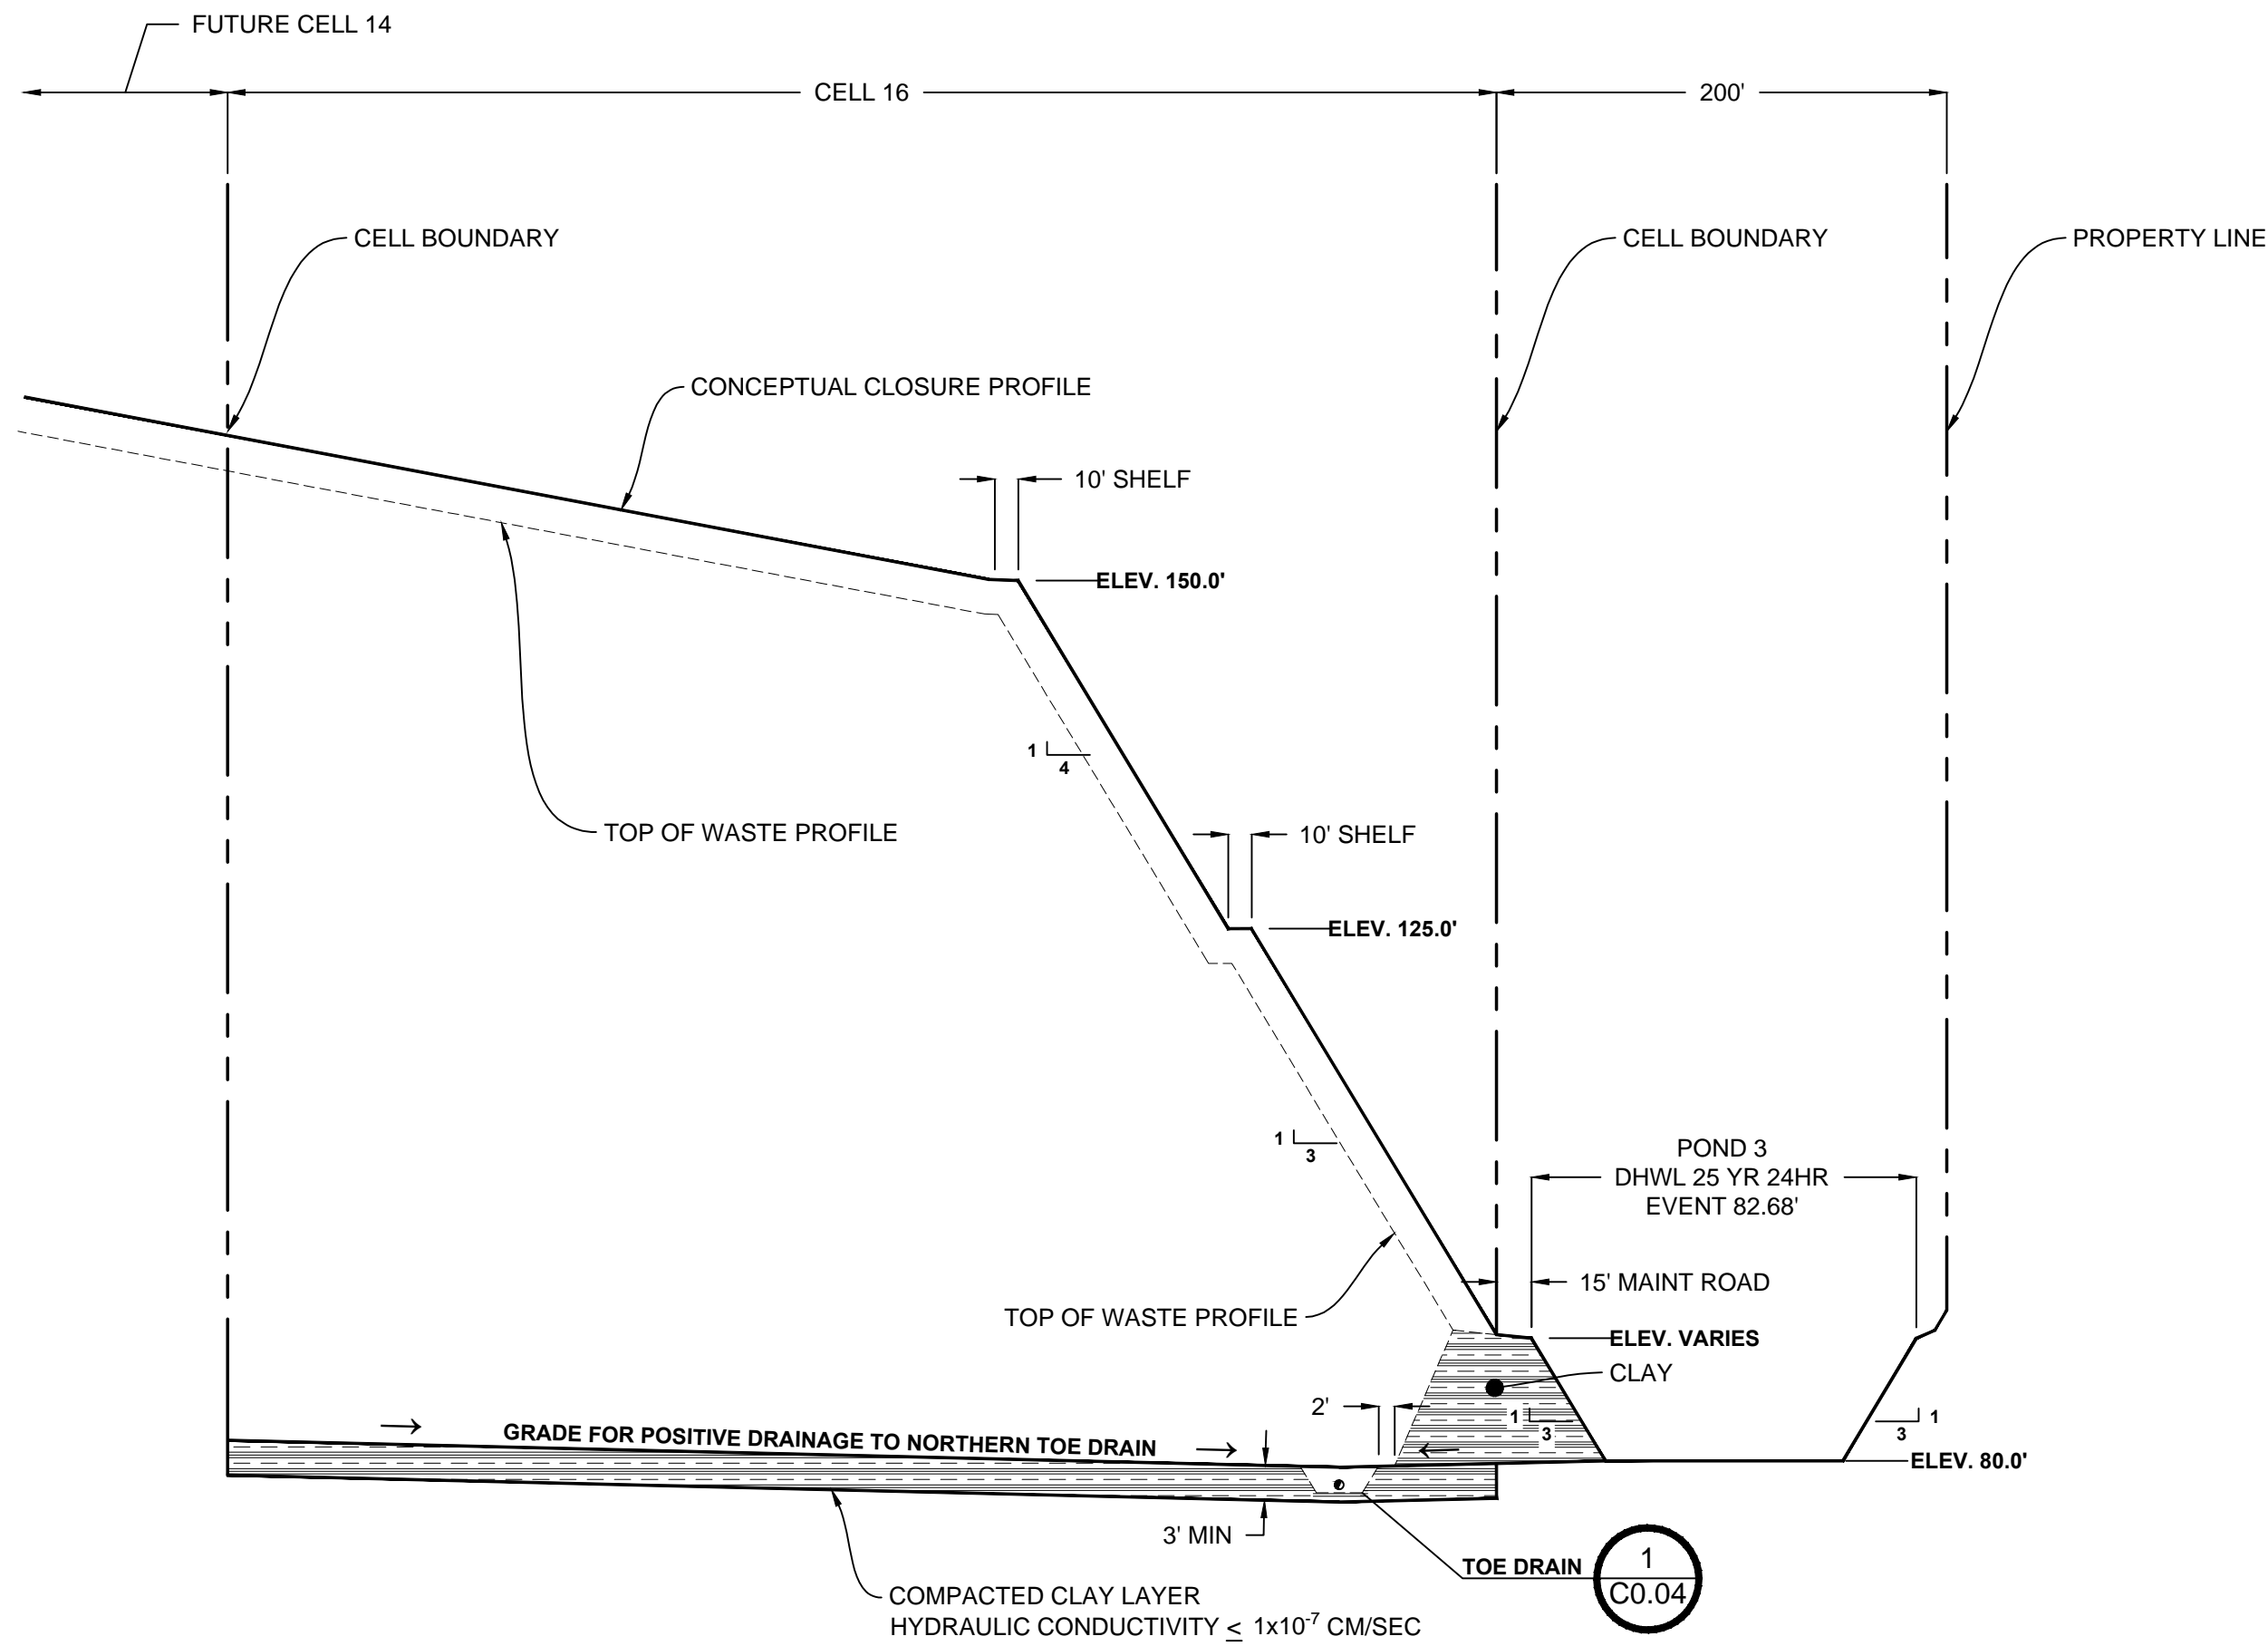 FUTURE CELL 14
CELL 16
200'
CELL BOUNDARY
CELL BOUNDARY
PROPERTY LINE
CONCEPTUAL CLOSURE PROFILE
10' SHELF
ELEV. 150.0'
1
4
TOP OF WASTE PROFILE
10' SHELF
ELEV. 125.0'
1
3
POND 3
DHWL 25 YR 24HR
EVENT 82.68'
15' MAINT ROAD
TOP OF WASTE PROFILE
ELEV. VARIES
CLAY
2'
1
3
1
3
GRADE FOR POSITIVE DRAINAGE TO NORTHERN TOE DRAIN
ELEV. 80.0'
3' MIN
TOE DRAIN
1
C0.04
COMPACTED CLAY LAYER
HYDRAULIC CONDUCTIVITY ≤ 1x10⁻⁷ CM/SEC